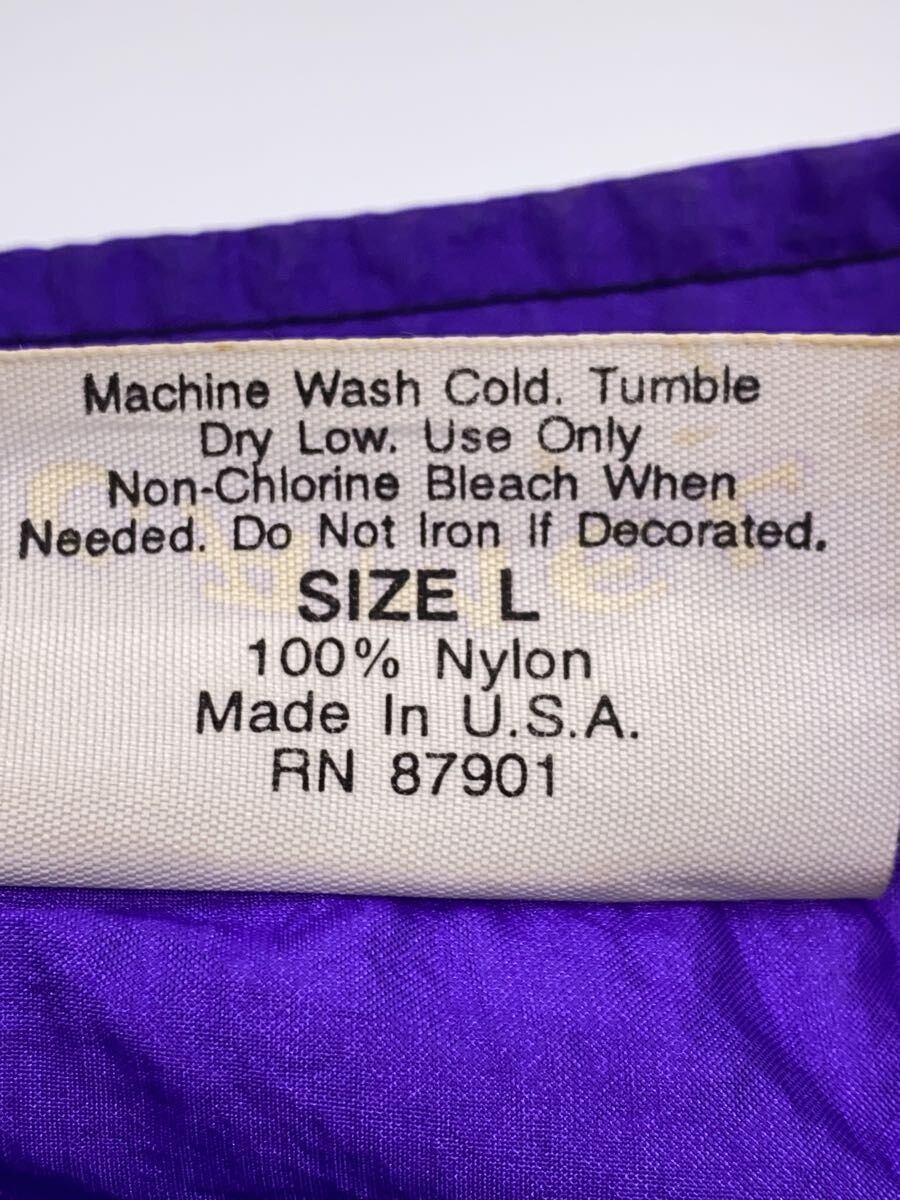 Machine Wash Cold. Tumble
Dry Low. Use Only
Non-Chlorine Bleach When
Needed. Do Not Iron If Decorated.
SIZE L
100% Nylon
Made In U.S.A.
RN 87901